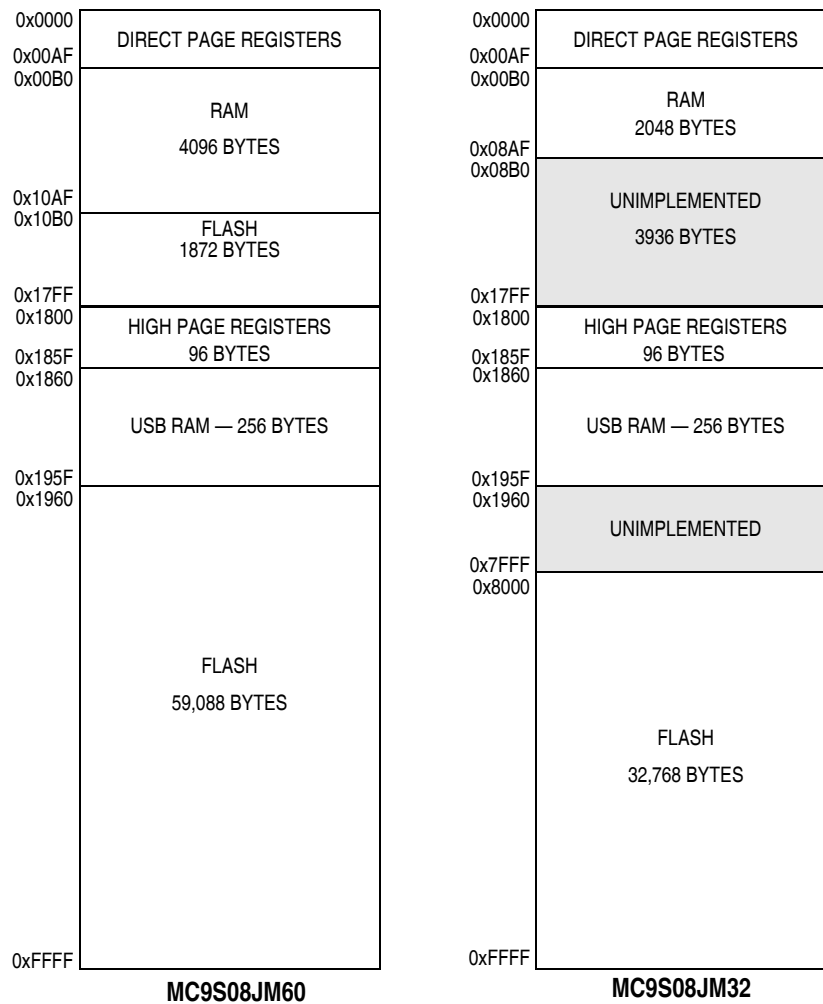 0x0000
DIRECT PAGE REGISTERS
0x00AF
0x00B0
RAM
4096 BYTES
0x10AF
0x10B0
FLASH
1872 BYTES
0x17FF
0x1800
HIGH PAGE REGISTERS
96 BYTES
0x185F
0x1860
USB RAM — 256 BYTES
0x195F
0x1960
FLASH
59,088 BYTES
0xFFFF
MC9S08JM60
0x0000
DIRECT PAGE REGISTERS
0x00AF
0x00B0
RAM
2048 BYTES
0x08AF
0x08B0
UNIMPLEMENTED
3936 BYTES
0x17FF
0x1800
HIGH PAGE REGISTERS
96 BYTES
0x185F
0x1860
USB RAM — 256 BYTES
0x195F
0x1960
UNIMPLEMENTED
0x7FFF
0x8000
FLASH
32,768 BYTES
0xFFFF
MC9S08JM32